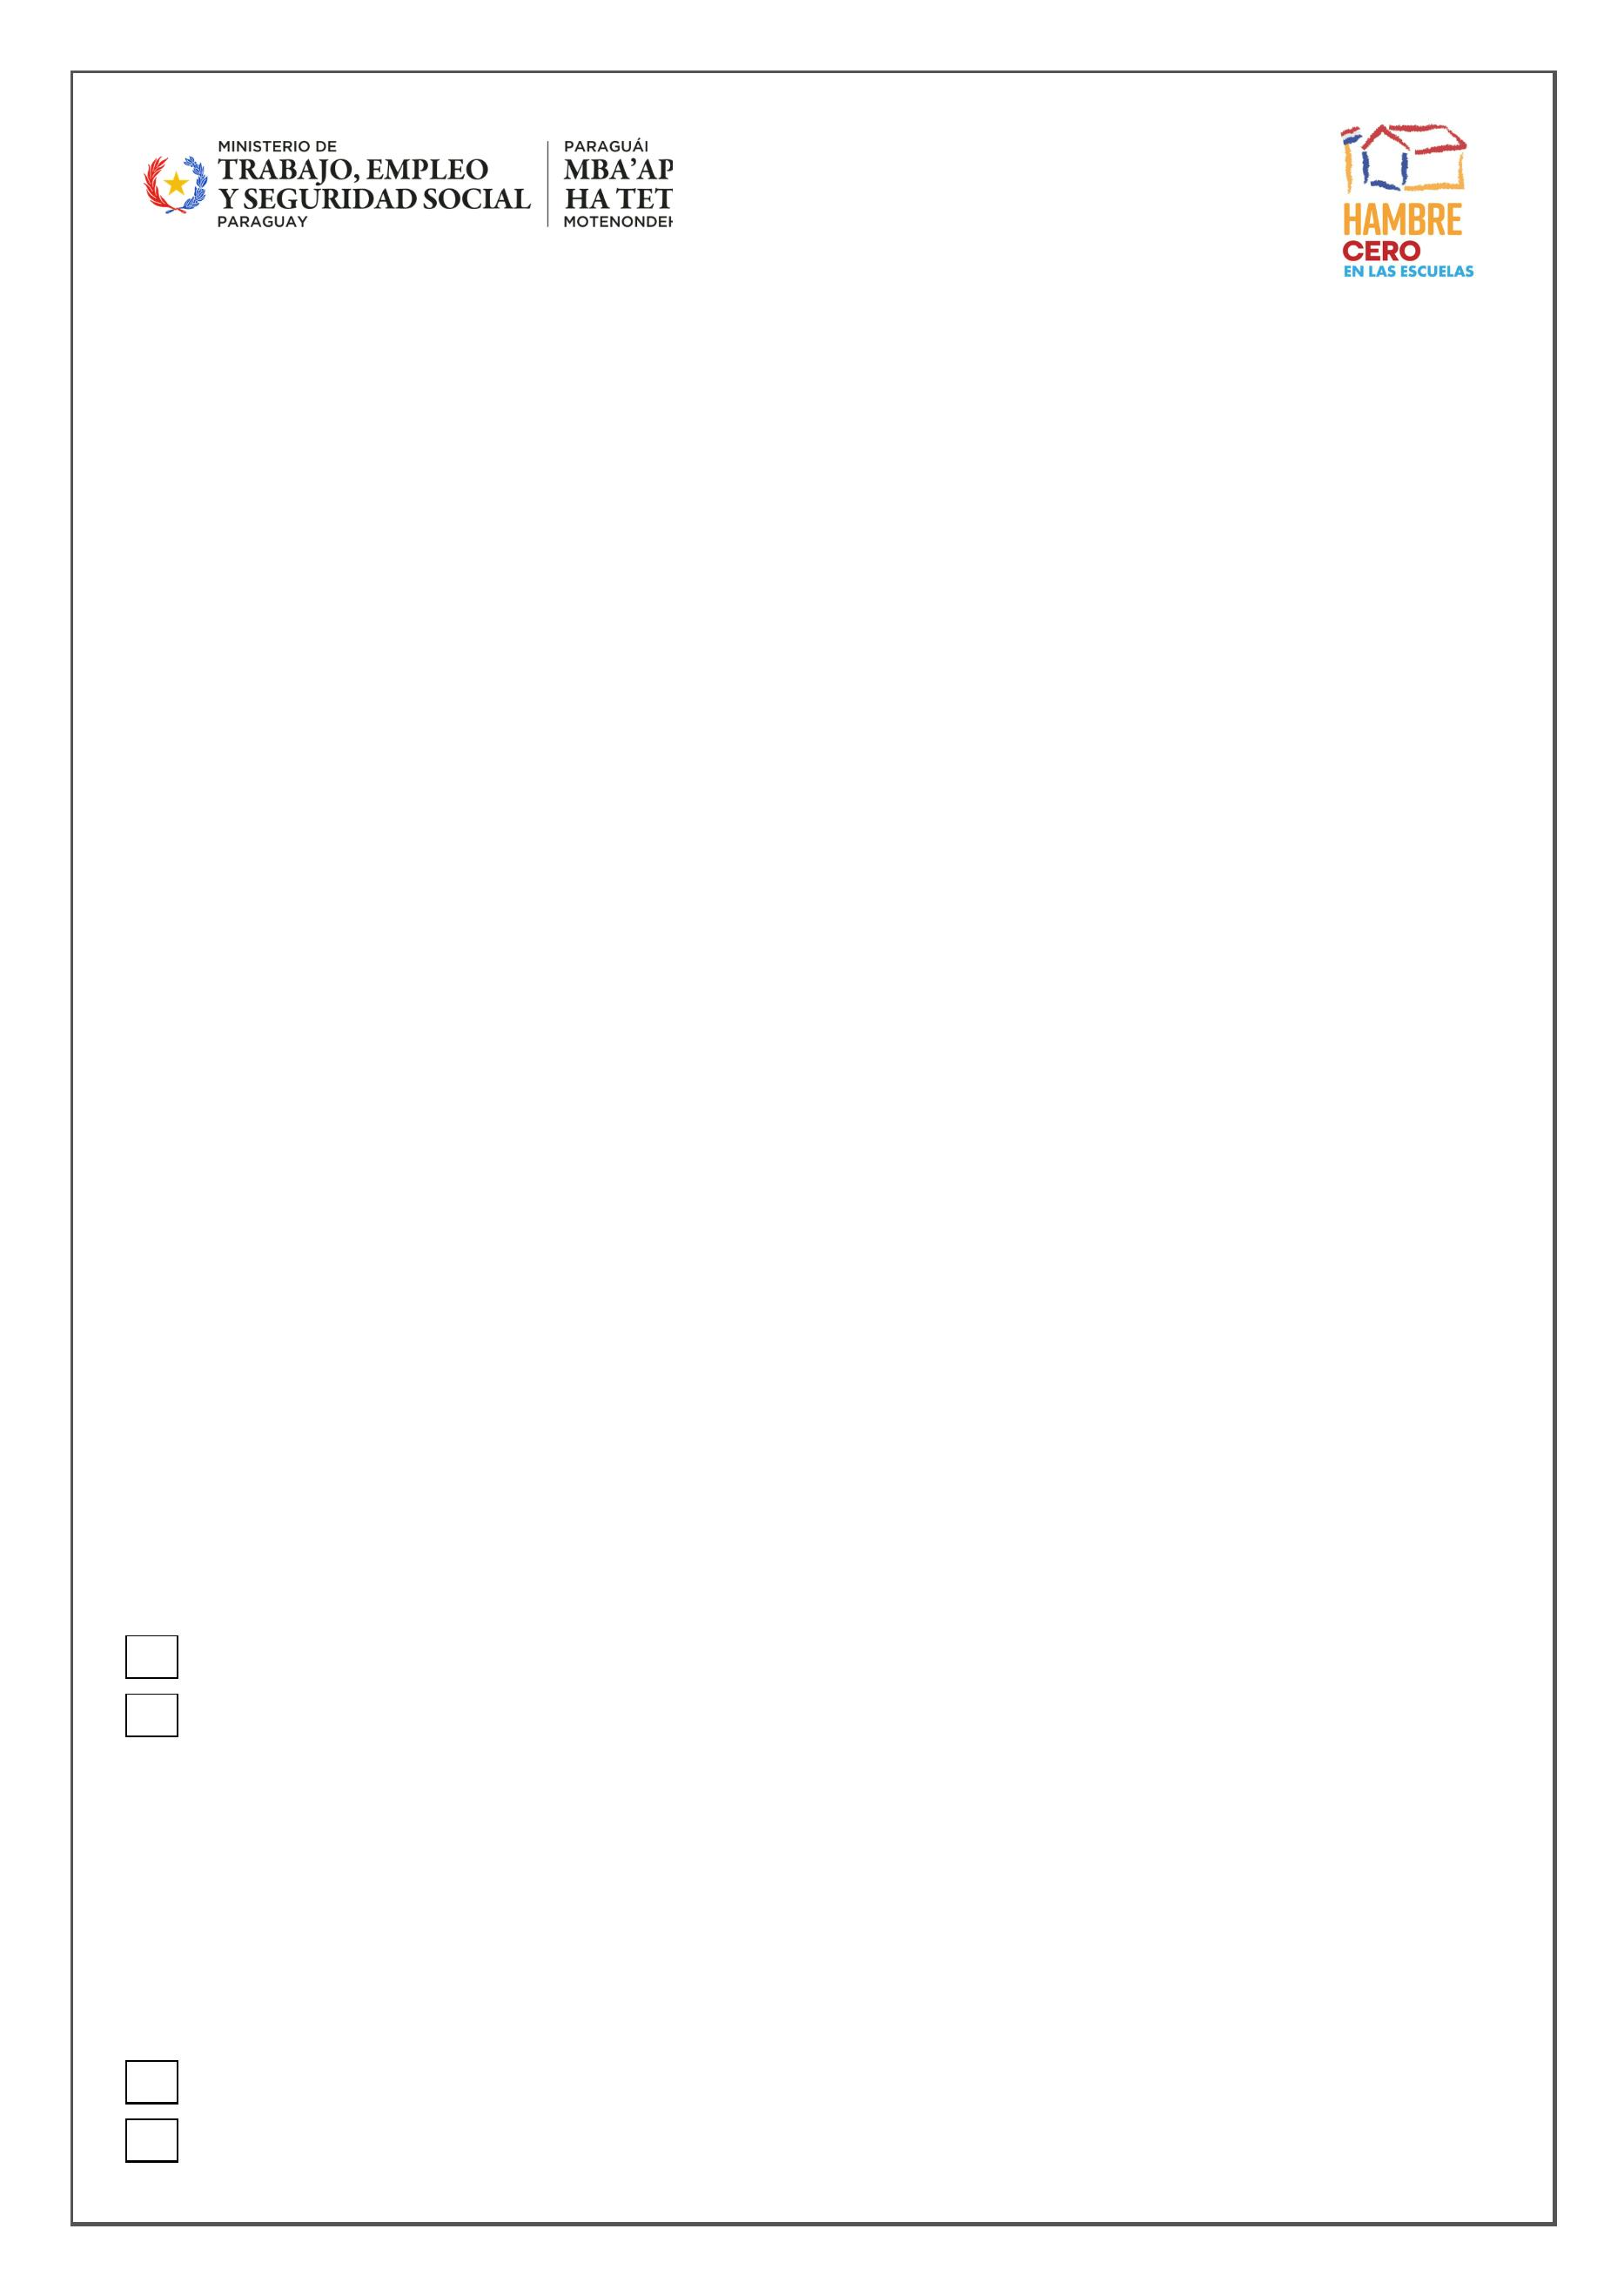 MINISTERIO DE
TRABAJO, EMPLEO
Y SEGURIDAD SOCIAL
PARAGUAY
PARAGUÁI
MBA'AP
HA TET
MOTENONDE
HAMBRE
CERO
EN LAS ESCUELAS